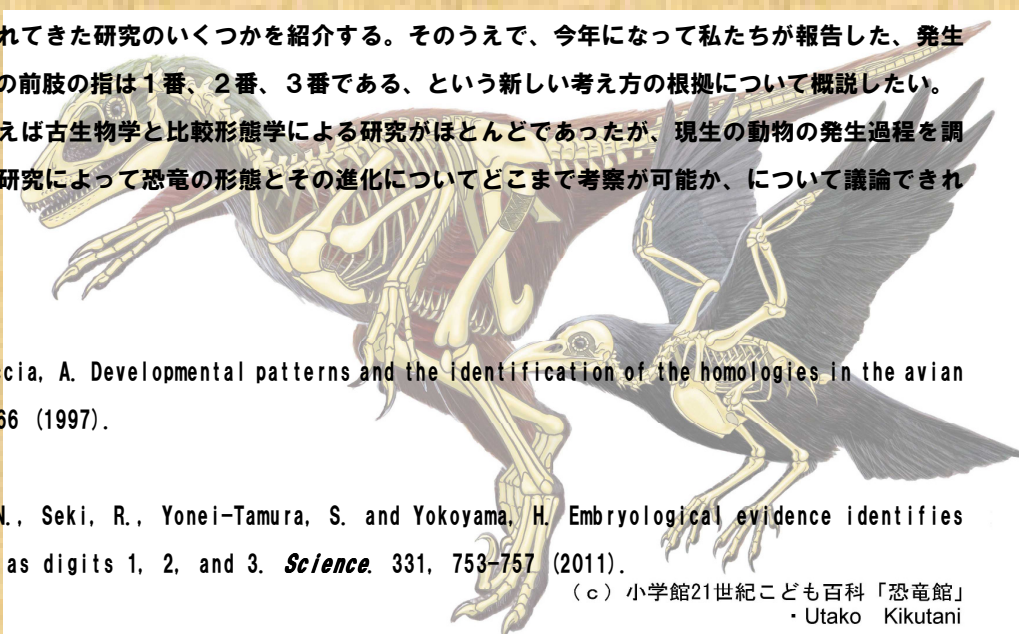 れてきた研究のいくつかを紹介する。そのうえで、今年になって私たちが報告した、発生
の前肢の指は1番、2番、3番である、という新しい考え方の根拠について概説したい。
えば古生物学と比較形態学による研究がほとんどであったが、現生の動物の発生過程を調
研究によって恐竜の形態とその進化についてどこまで考察が可能か、について議論できれ
cia, A. Developmental patterns and the identification of the homologies in the avian
66 (1997).
N., Seki, R., Yonei-Tamura, S. and Yokoyama, H. Embryological evidence identifies
as digits 1, 2, and 3. Science. 331, 753-757 (2011).
(c) 小学館21世紀こども百科「恐竜館」
・Utako Kikutani